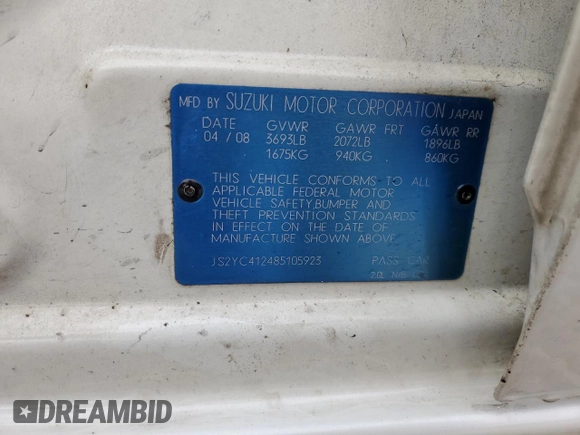 MFD BY SUZUKI MOTOR CORPORATION JAPAN
DATE GVWR GAWR FRT GAWR RR
04 / 08 3693LB 2072LB 1896LB
1675KG 940KG 860KG
THIS VEHICLE CONFORMS TO ALL
APPLICABLE FEDERAL MOTOR
VEHICLE SAFETY,BUMPER AND
THEFT PREVENTION STANDARDS
IN EFFECT ON THE DATE OF
MANUFACTURE SHOWN ABOVE.
JS2YC412485105923 PASS CAR
DREAMBID